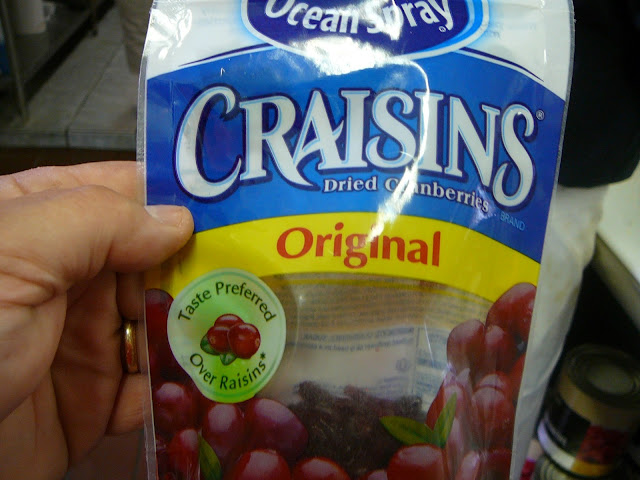 Ocean Spray®
CRAISINS®
Dried Cranberries
BRAND
Original
Taste Preferred
Over Raisins*